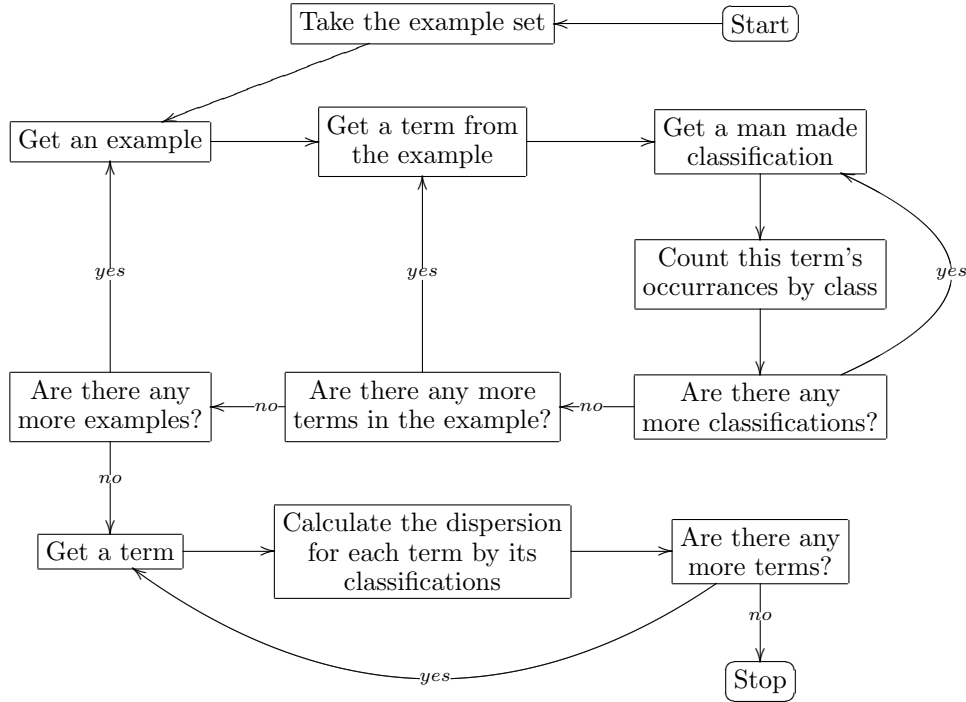 Take the example set
Start
Get an example
Get a term from
the example
Get a man made
classification
yes
yes
Count this term's
occurrances by class
yes
Are there any
more examples?
no
Are there any more
terms in the example?
no
Are there any
more classifications?
no
Get a term
Calculate the dispersion
for each term by its
classifications
Are there any
more terms?
no
yes
Stop